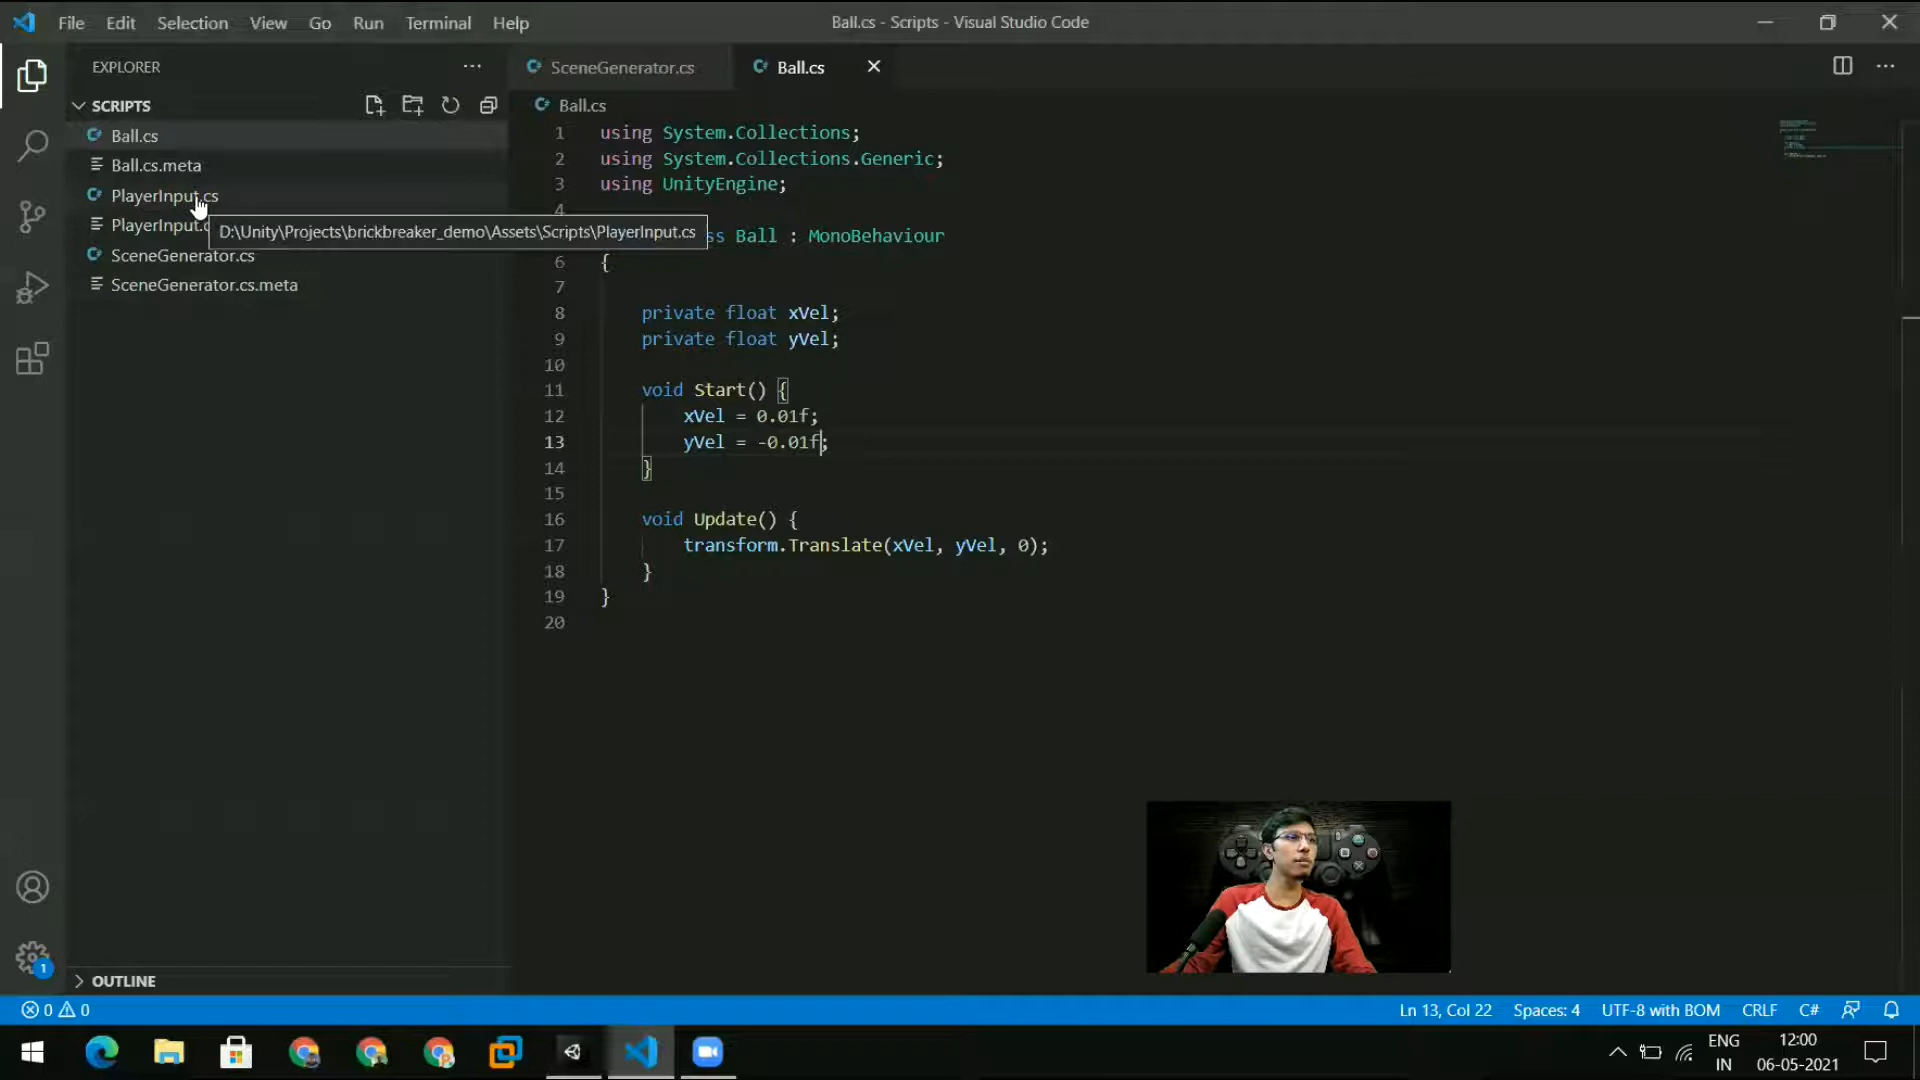 File Edit Selection View Go Run Terminal Help
Ball.cs - Scripts - Visual Studio Code
EXPLORER
SceneGenerator.cs
Ball.cs
SCRIPTS
Ball.cs
Ball.cs.meta
PlayerInput.cs
PlayerInput.c
SceneGenerator.cs
SceneGenerator.cs.meta
D:\Unity\Projects\brickbreaker_demo\Assets\Scripts\PlayerInput.cs
Ball.cs
1 using System.Collections;
2 using System.Collections.Generic;
3 using UnityEngine;
4
ss Ball : MonoBehaviour
6 {
7
8 private float xVel;
9 private float yVel;
10
11 void Start() {
12 xVel = 0.01f;
13 yVel = -0.01f;
14 }
15
16 void Update() {
17 transform.Translate(xVel, yVel, 0);
18 }
19 }
20
1
OUTLINE
0 0
Ln 13, Col 22 Spaces: 4 UTF-8 with BOM CRLF C#
ENG
IN
12:00
06-05-2021